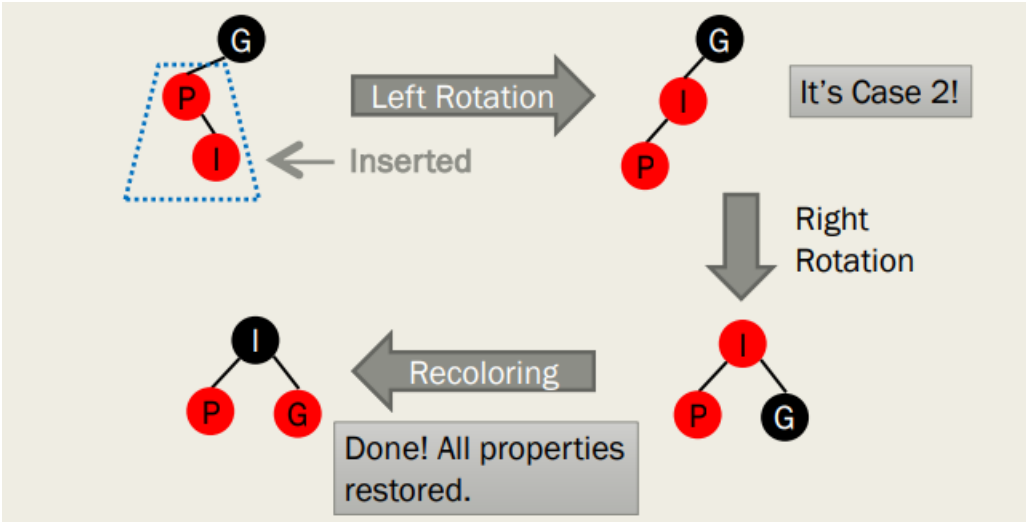 G
P
I
Inserted
Left Rotation
G
I
P
It's Case 2!
Right
Rotation
I
P
G
Recoloring
I
P
G
Done! All properties
restored.